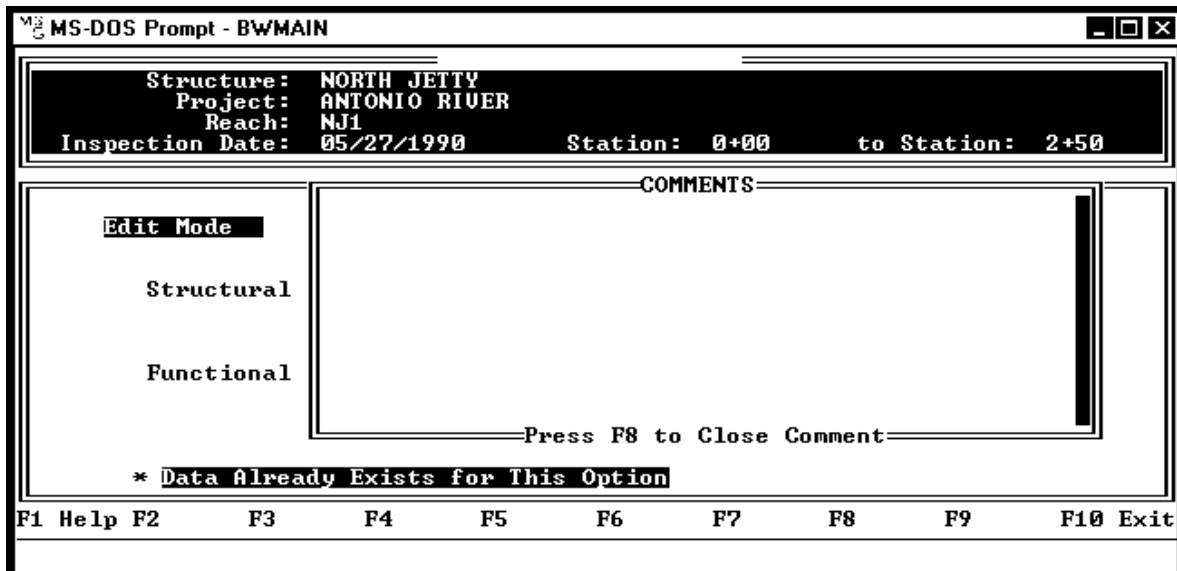 MS-DOS Prompt - BWMAIN
Structure: NORTH JETTY
Project: ANTONIO RIVER
Reach: NJ1
Inspection Date: 05/27/1990 Station: 0+00 to Station: 2+50
COMMENTS
Edit Mode
Structural
Functional
Press F8 to Close Comment
* Data Already Exists for This Option
F1 Help F2 F3 F4 F5 F6 F7 F8 F9 F10 Exit